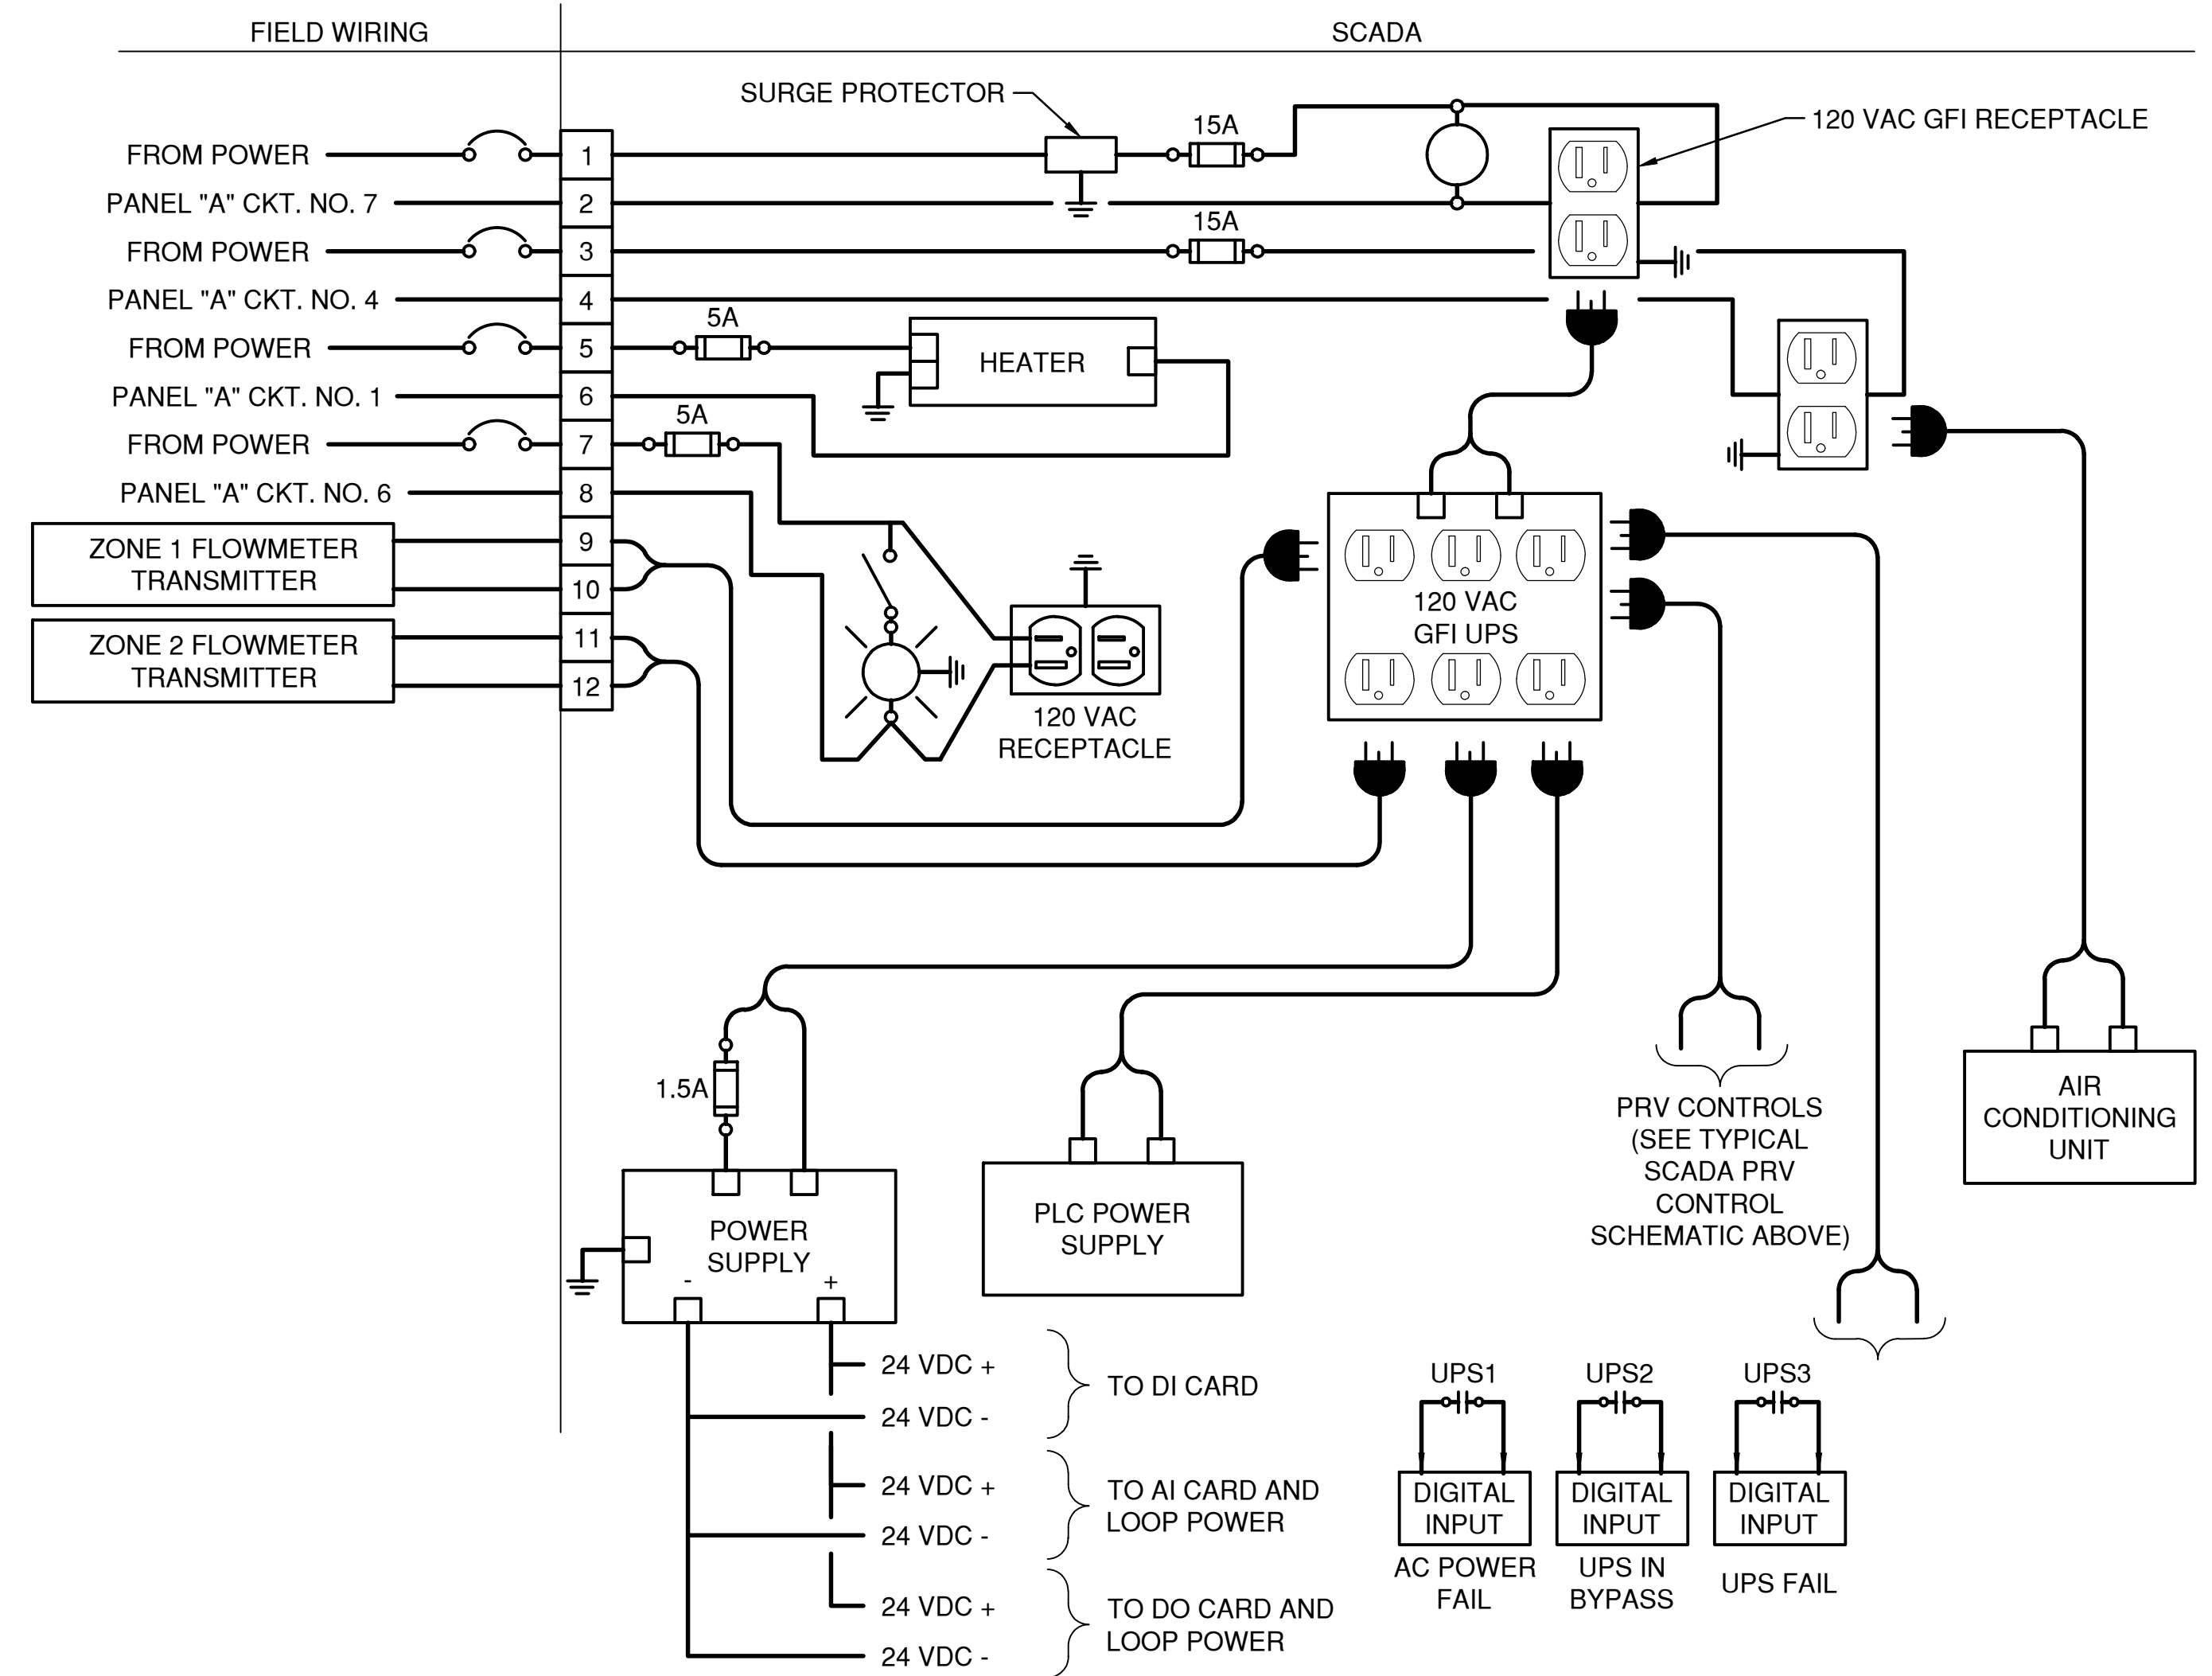 FIELD WIRING
SCADA
SURGE PROTECTOR
15A
120 VAC GFI RECEPTACLE
FROM POWER
1
PANEL "A" CKT. NO. 7
2
15A
FROM POWER
3
PANEL "A" CKT. NO. 4
4
5A
FROM POWER
5
HEATER
PANEL "A" CKT. NO. 1
6
5A
FROM POWER
7
PANEL "A" CKT. NO. 6
8
ZONE 1 FLOWMETER
TRANSMITTER
9
10
ZONE 2 FLOWMETER
TRANSMITTER
11
12
120 VAC
GFI UPS
120 VAC
RECEPTACLE
1.5A
POWER
SUPPLY
-
+
PLC POWER
SUPPLY
PRV CONTROLS
(SEE TYPICAL
SCADA PRV
CONTROL
SCHEMATIC ABOVE)
AIR
CONDITIONING
UNIT
24 VDC +
24 VDC -
TO DI CARD
24 VDC +
24 VDC -
TO AI CARD AND
LOOP POWER
24 VDC +
24 VDC -
TO DO CARD AND
LOOP POWER
UPS1
DIGITAL
INPUT
AC POWER
FAIL
UPS2
DIGITAL
INPUT
UPS IN
BYPASS
UPS3
DIGITAL
INPUT
UPS FAIL